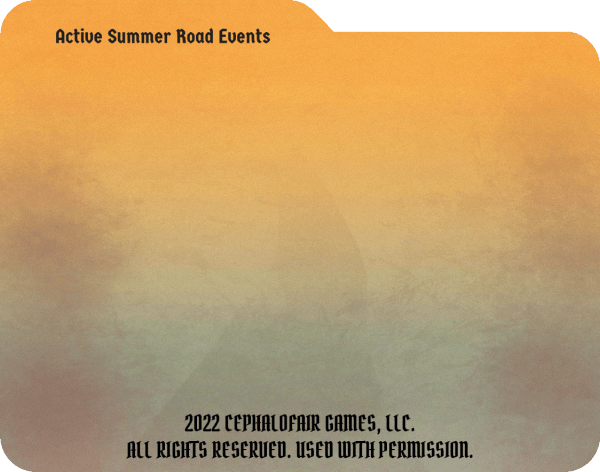 Active Summer Road Events
2022 CEPHALOFAIR GAMES, LLC.
ALL RIGHTS RESERVED. USED WITH PERMISSION.